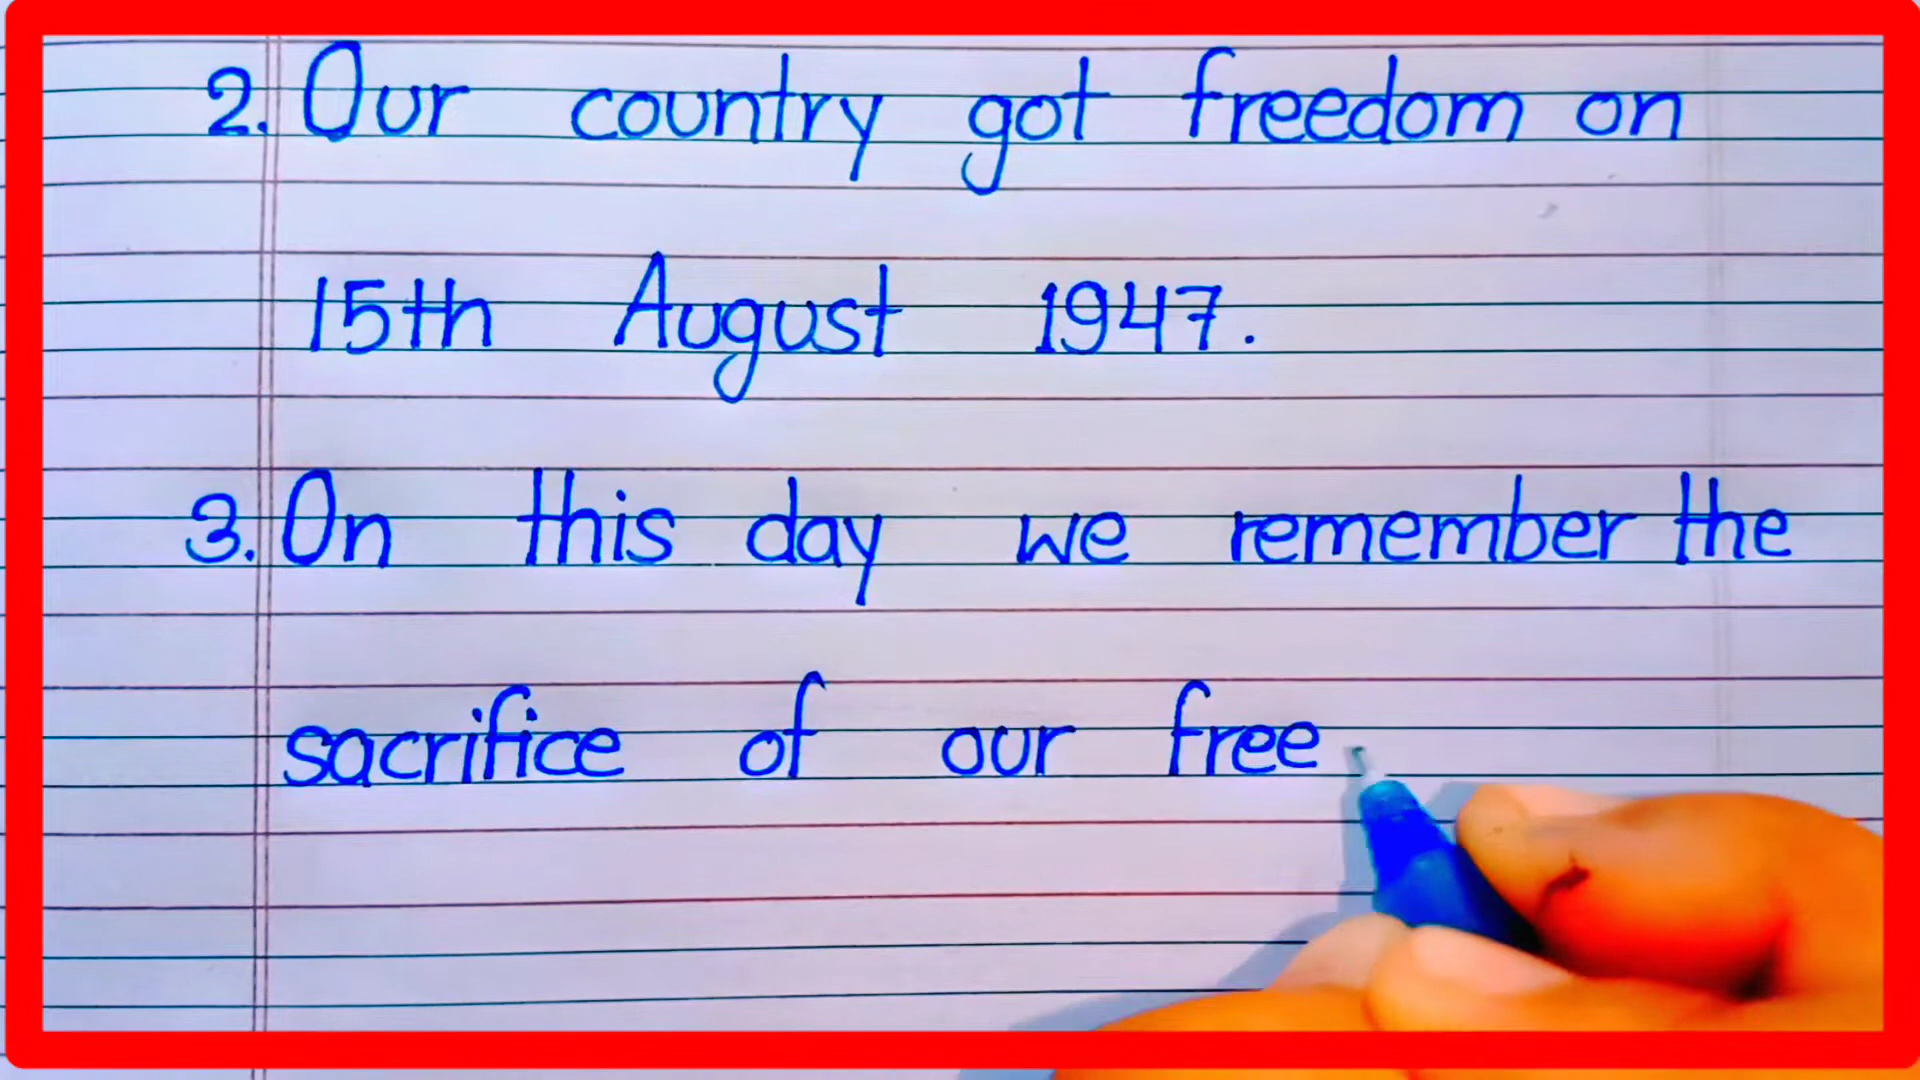 2. Our country got freedom on
15th August 1947.
3. On this day we remember the
sacrifice of our free